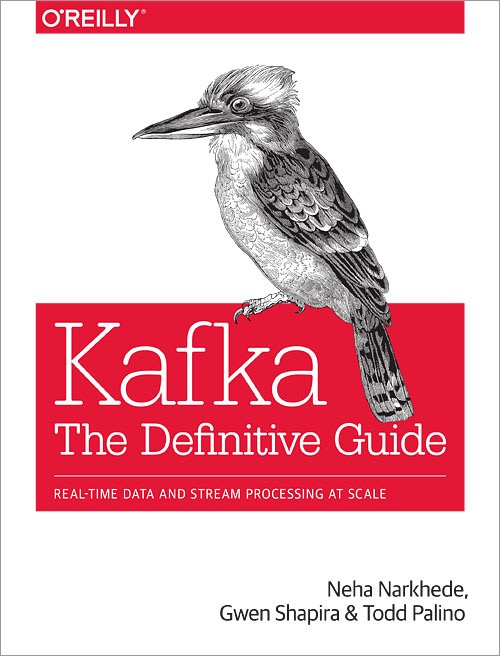 O'REILLY®
Kafka
The Definitive Guide
REAL-TIME DATA AND STREAM PROCESSING AT SCALE
Neha Narkhede,
Gwen Shapira & Todd Palino